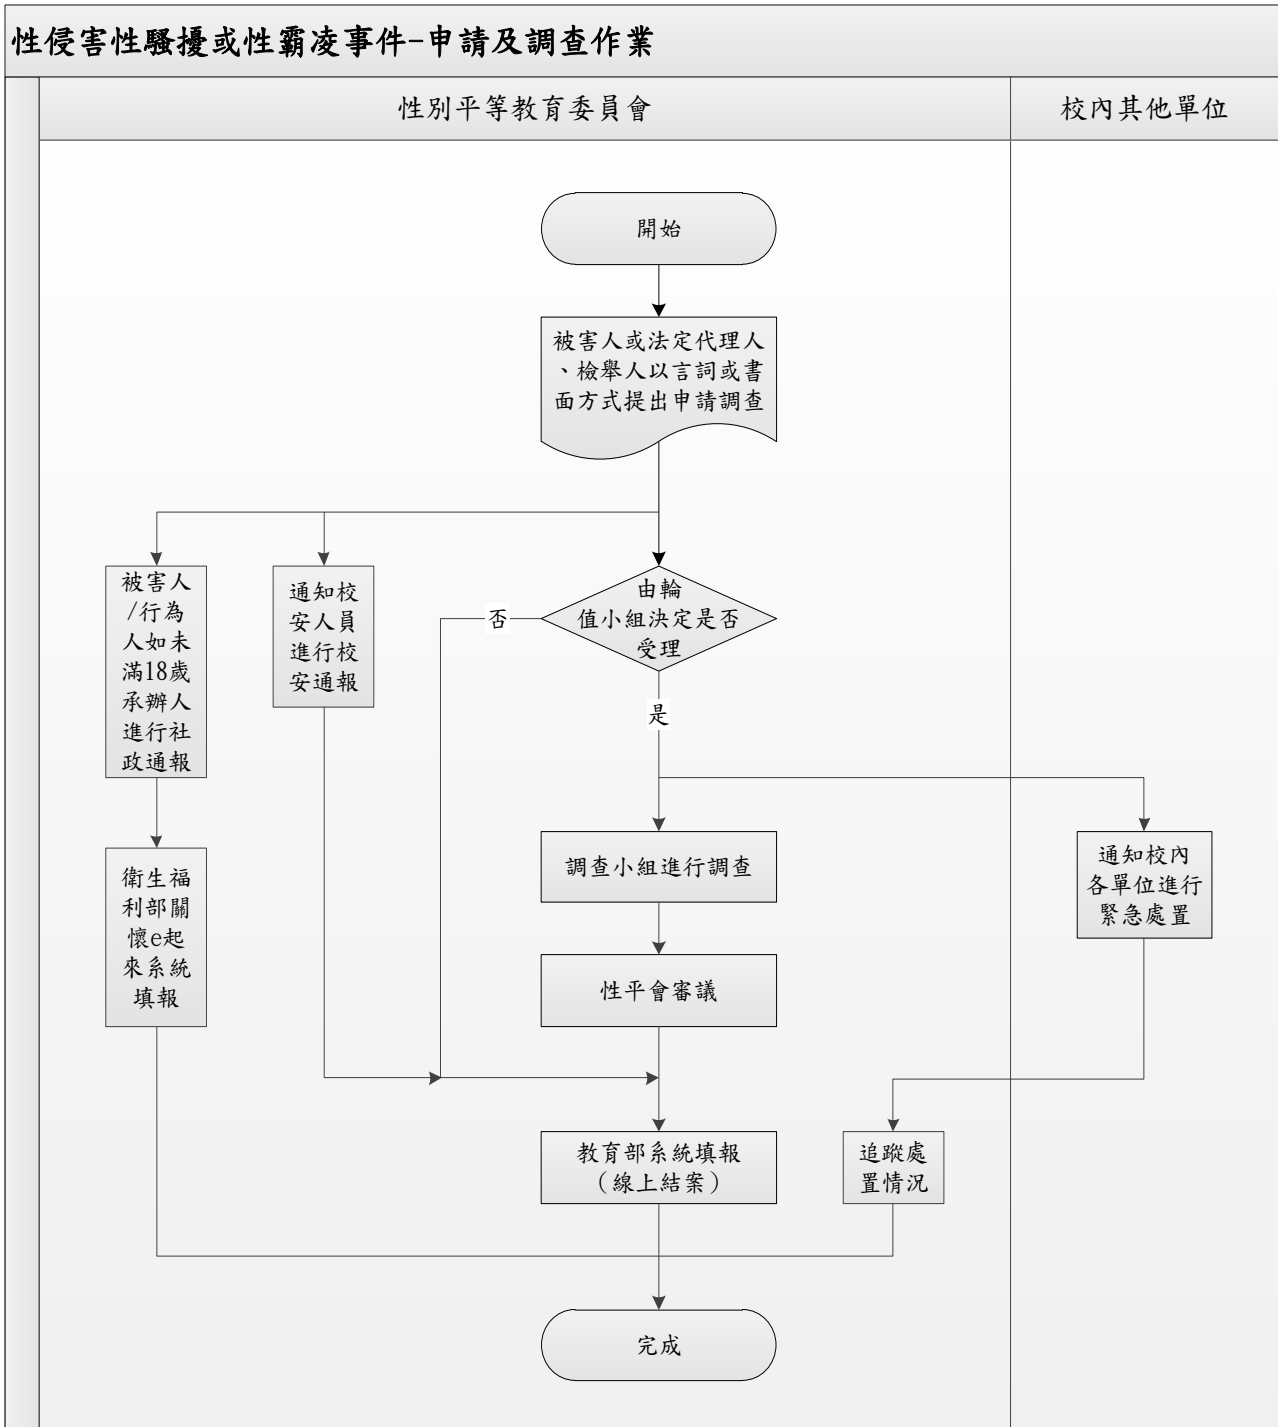 性侵害性騷擾或性霸凌事件-申請及調查作業
性別平等教育委員會
校內其他單位
開始
被害人或法定代理人
、檢舉人以言詞或書
面方式提出申請調查
被害人
/行為
人如未
滿18歲
承辦人
進行社
政通報
通知校
安人員
進行校
安通報
否
由輪
值小組決定是否
受理
是
調查小組進行調查
通知校內
各單位進行
緊急處置
衛生福
利部關
懷e起
來系統
填報
性平會審議
教育部系統填報
（線上結案）
追蹤處
置情況
完成